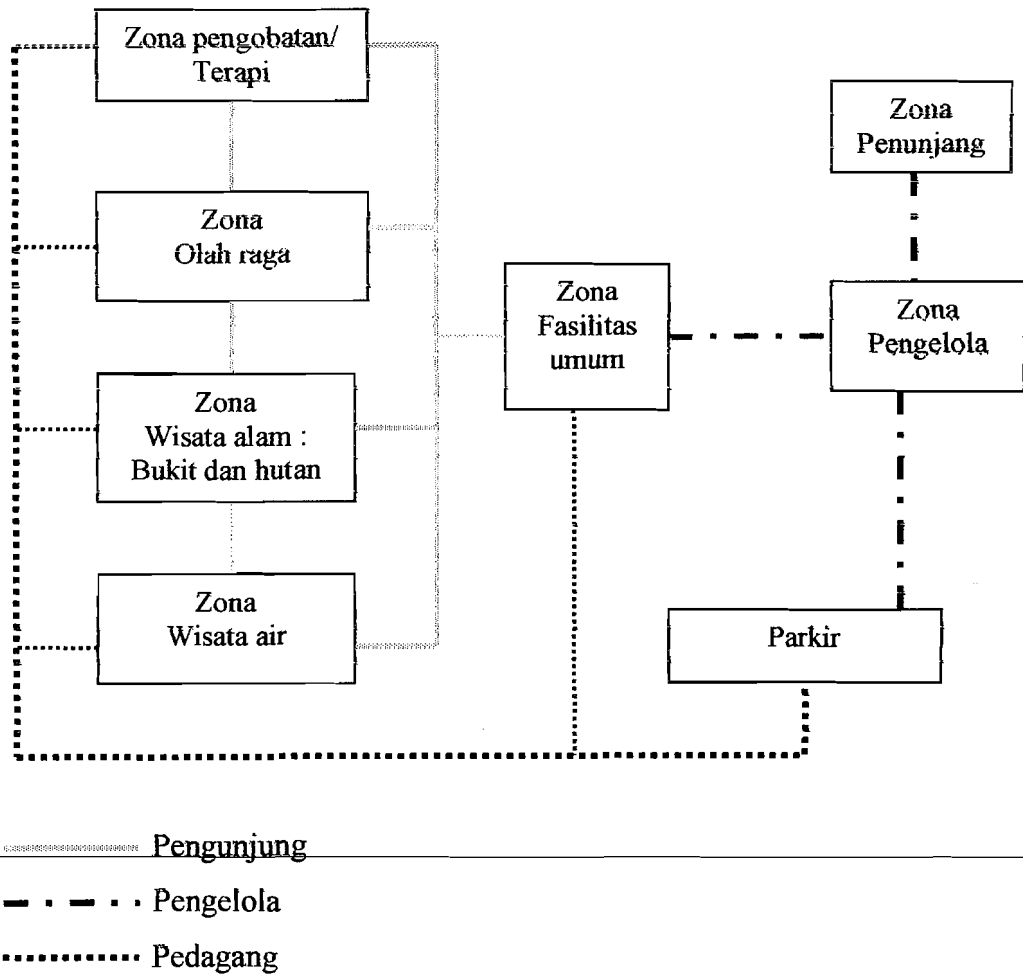 Zona pengobatan/
Terapi
Zona
Olah raga
Zona
Wisata alam :
Bukit dan hutan
Zona
Wisata air
Zona
Fasilitas
umum
Zona
Penunjang
Zona
Pengelola
Parkir
Pengunjung
Pengelola
Pedagang